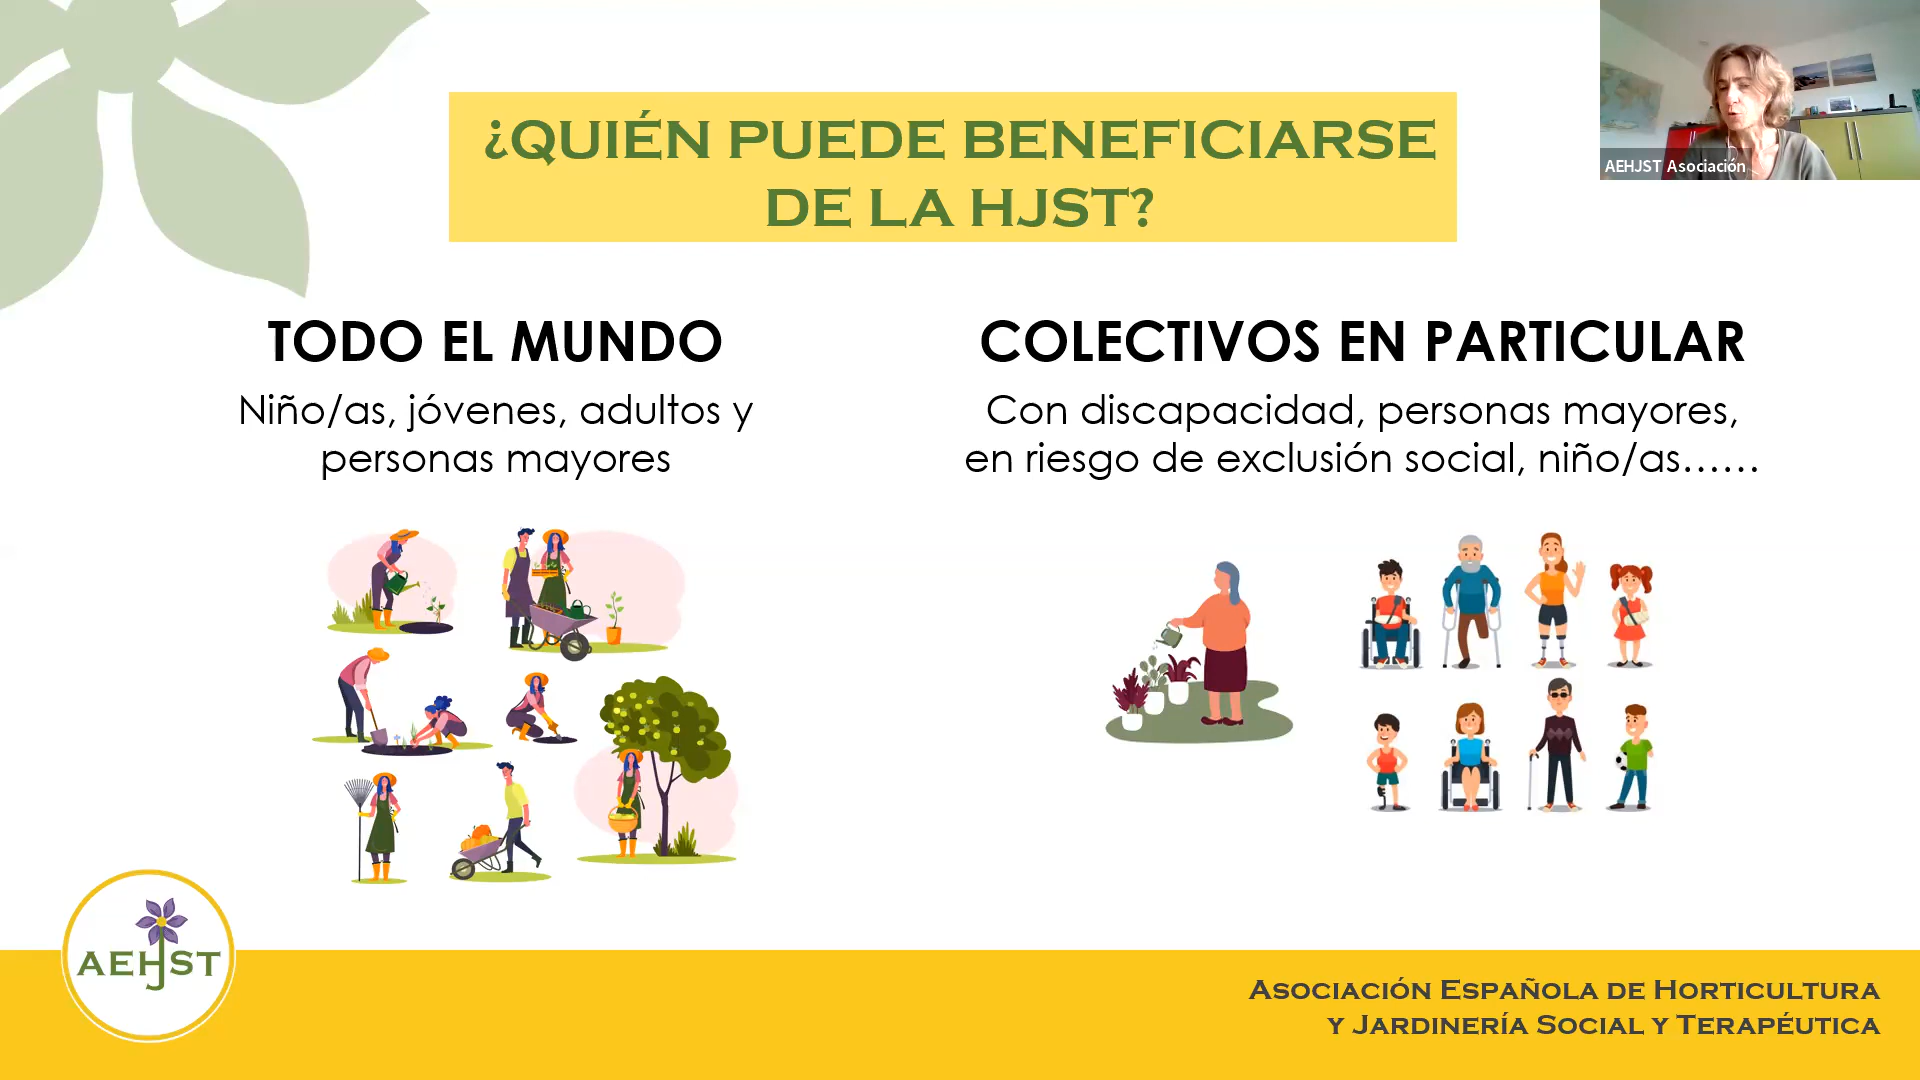 ¿QUIÉN PUEDE BENEFICIARSE
DE LA HJST?
AEHJST Asociación
TODO EL MUNDO
Niño/as, jóvenes, adultos y
personas mayores
COLECTIVOS EN PARTICULAR
Con discapacidad, personas mayores,
en riesgo de exclusión social, niño/as......
AEHJST
Asociación Española de Horticultura
y Jardinería Social y Terapéutica